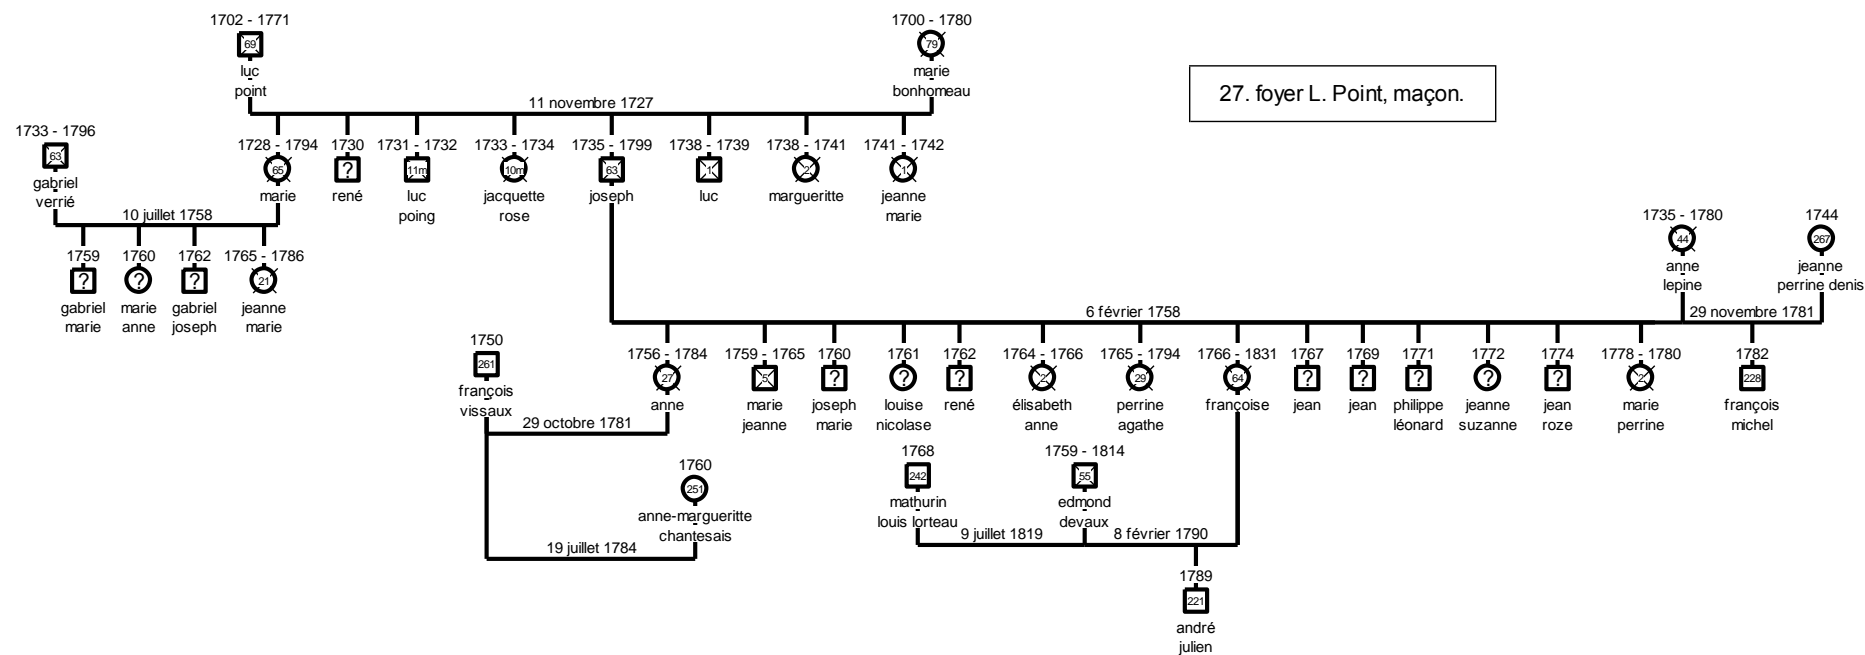 1702 - 1771
69
luc
point
1700 - 1780
79
marie
bonhomeau
27. foyer L. Point, maçon.
11 novembre 1727
1733 - 1796
63
gabriel
verrié
1728 - 1794
65
marie
1730
?
rené
1731 - 1732
11m
luc
poing
1733 - 1734
10m
jacquette
rose
1735 - 1799
63
joseph
1738 - 1739
1
luc
1738 - 1741
2
margueritte
1741 - 1742
1
jeanne
marie
10 juillet 1758
1759
?
gabriel
marie
1760
?
marie
anne
1762
?
gabriel
joseph
1765 - 1786
21
jeanne
marie
1735 - 1780
44
anne
lepine
1744
267
jeanne
perrine denis
6 février 1758
29 novembre 1781
1750
261
françois
vissaux
1756 - 1784
27
anne
1759 - 1765
5
marie
jeanne
1760
?
joseph
marie
1761
?
louise
nicolase
1762
?
rené
1764 - 1766
2
élisabeth
anne
1765 - 1794
29
perrine
agathe
1766 - 1831
64
françoise
1767
?
jean
1769
?
jean
1771
?
philippe
léonard
1772
?
jeanne
suzanne
1774
?
jean
roze
1778 - 1780
2
marie
perrine
1782
228
françois
michel
29 octobre 1781
1760
251
anne-margueritte
chantesais
19 juillet 1784
1768
242
mathurin
louis lorteau
1759 - 1814
55
edmond
devaux
9 juillet 1819
8 février 1790
1789
221
andré
julien